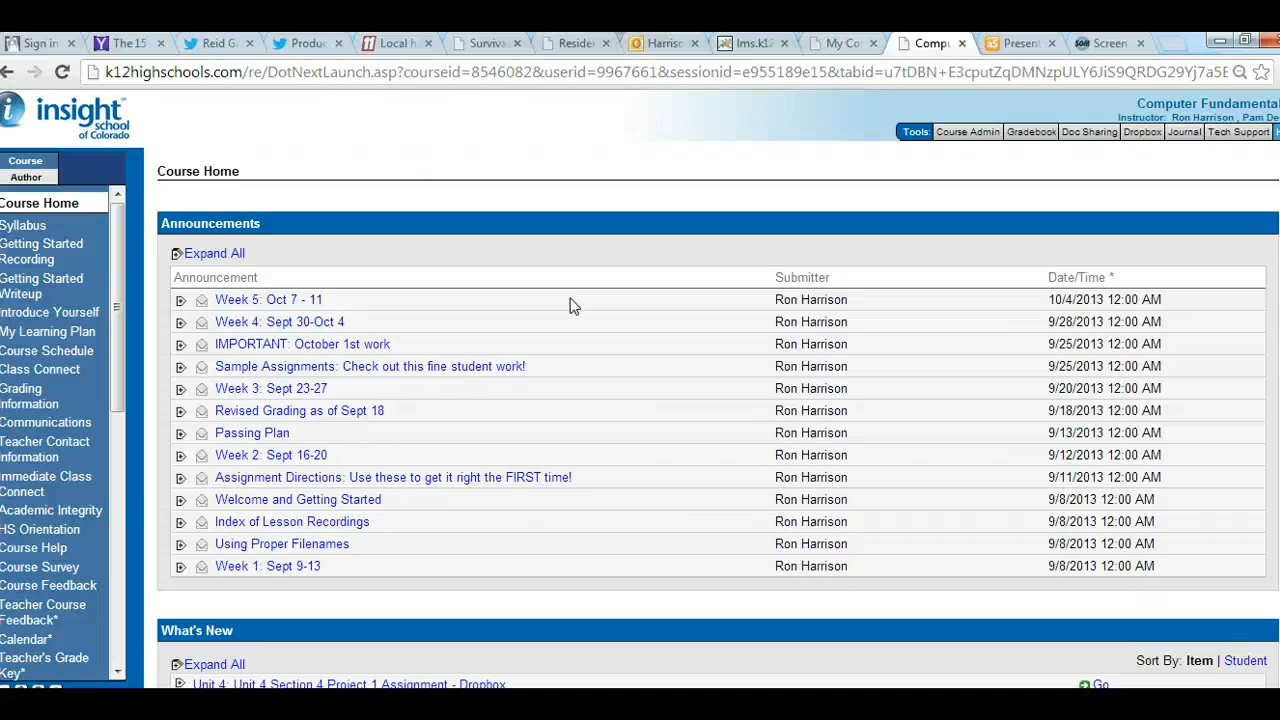 Sign in
The 15
Reid G
Produc
Local h
Surviva
Reside
Harriso
lms.k12
My Co
Compu
Present
Screen
k12highschools.com/re/DotNextLaunch.asp?courseid=8546082&userid=9967661&sessionid=e955189e15&tabid=u7tDBN+E3cputZqDMNzpULY6JiS9QRDG29Yj7a5E
insight
school
of Colorado
Computer Fundamenta
Instructor: Ron Harrison , Pam De
Tools: Course Admin Gradebook Doc Sharing Dropbox Journal Tech Support
Course
Author
Course Home
Syllabus
Getting Started
Recording
Getting Started
Writeup
Introduce Yourself
My Learning Plan
Course Schedule
Class Connect
Grading
Information
Communications
Teacher Contact
Information
Immediate Class
Connect
Academic Integrity
HS Orientation
Course Help
Course Survey
Course Feedback
Teacher Course
Feedback*
Calendar*
Teacher's Grade
Key*
Course Home
Announcements
Expand All
Announcement Submitter Date/Time *
Week 5: Oct 7 - 11 Ron Harrison 10/4/2013 12:00 AM
Week 4: Sept 30-Oct 4 Ron Harrison 9/28/2013 12:00 AM
IMPORTANT: October 1st work Ron Harrison 9/25/2013 12:00 AM
Sample Assignments: Check out this fine student work! Ron Harrison 9/25/2013 12:00 AM
Week 3: Sept 23-27 Ron Harrison 9/20/2013 12:00 AM
Revised Grading as of Sept 18 Ron Harrison 9/18/2013 12:00 AM
Passing Plan Ron Harrison 9/13/2013 12:00 AM
Week 2: Sept 16-20 Ron Harrison 9/12/2013 12:00 AM
Assignment Directions: Use these to get it right the FIRST time! Ron Harrison 9/11/2013 12:00 AM
Welcome and Getting Started Ron Harrison 9/8/2013 12:00 AM
Index of Lesson Recordings Ron Harrison 9/8/2013 12:00 AM
Using Proper Filenames Ron Harrison 9/8/2013 12:00 AM
Week 1: Sept 9-13 Ron Harrison 9/8/2013 12:00 AM
What's New
Expand All
Sort By: Item | Student
Unit 4: Unit 4 Section 4 Project 1 Assignment - Dropbox Go